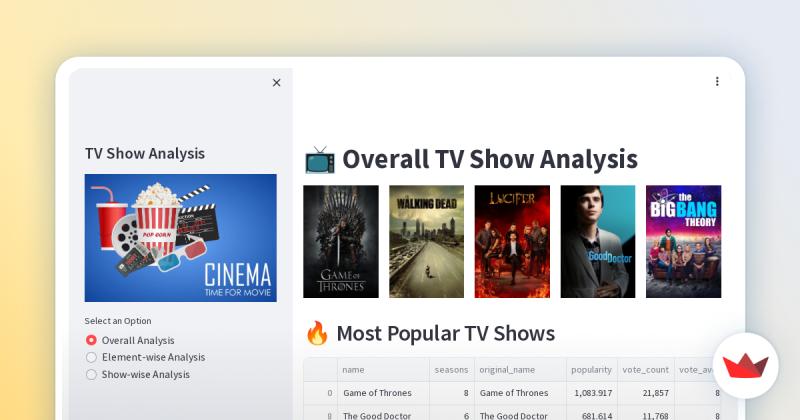 TV Show Analysis
POP CORN
CINEMA
TIME FOR MOVIE
Select an Option
Overall Analysis
Element-wise Analysis
Show-wise Analysis
📺 Overall TV Show Analysis
GAME OF
THRONES
THE WALKING DEAD
LUCIFER
the Good Doctor
the
BIG BANG
THEORY
🔥 Most Popular TV Shows
name seasons original_name popularity vote_count
0 Game of Thrones 8 Game of Thrones 1,083.917 21,857 8
8 The Good Doctor 6 The Good Doctor 681.614 11,768 8